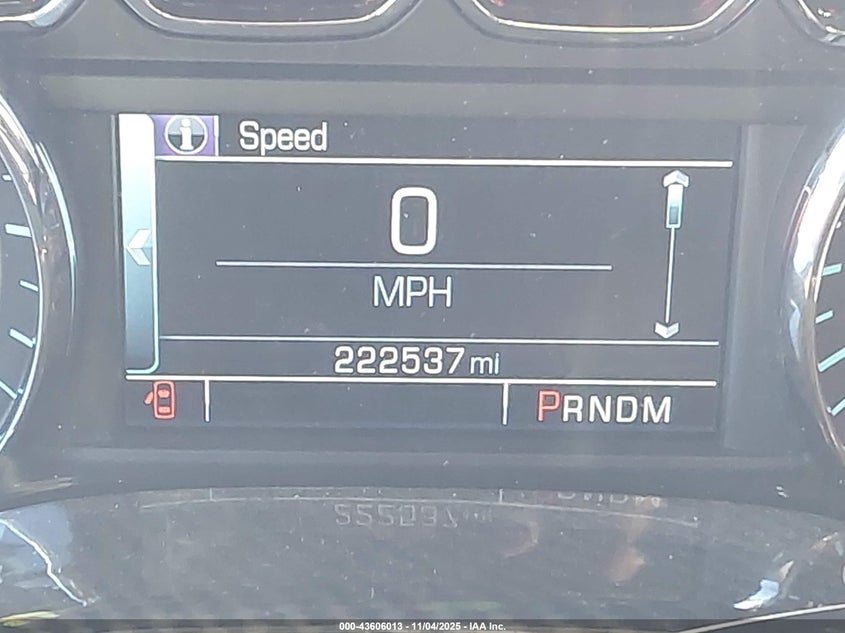 i Speed
0
MPH
222537 mi
PRNDM
000-43606013 - 11/04/2025 - IAA Inc.